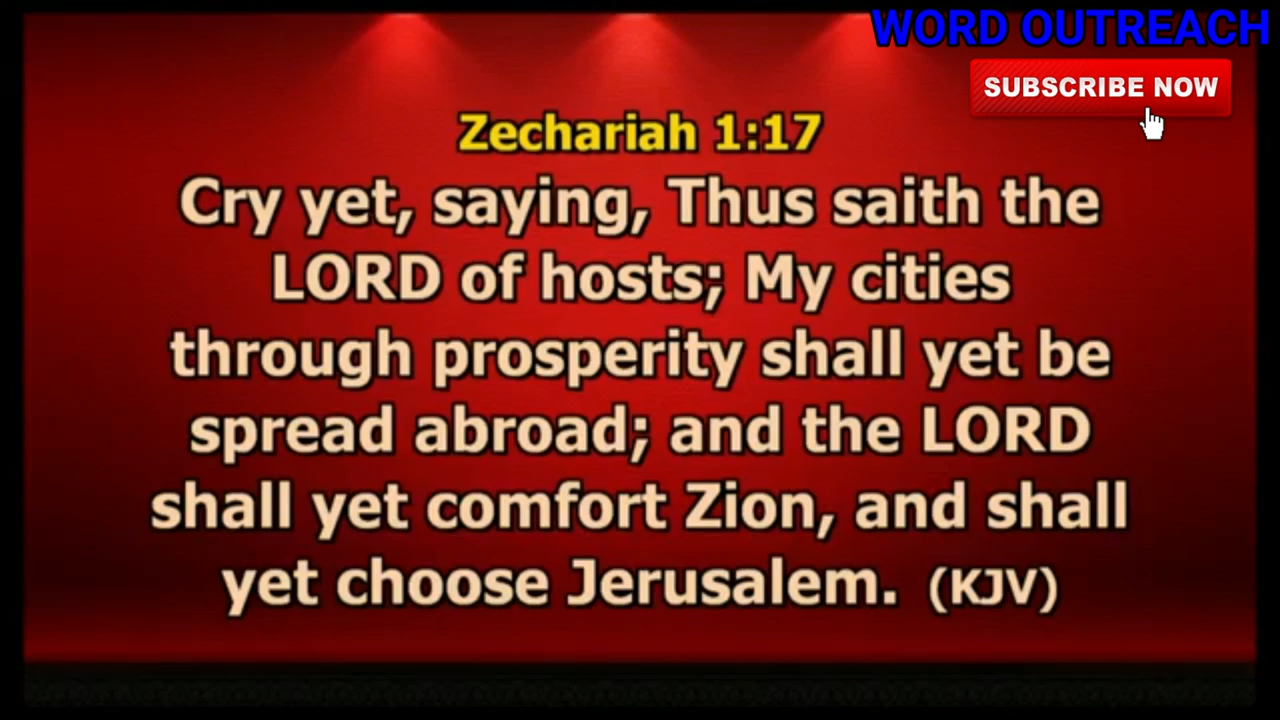 WORD OUTREACH
SUBSCRIBE NOW
Zechariah 1:17
Cry yet, saying, Thus saith the
LORD of hosts; My cities
through prosperity shall yet be
spread abroad; and the LORD
shall yet comfort Zion, and shall
yet choose Jerusalem. (KJV)